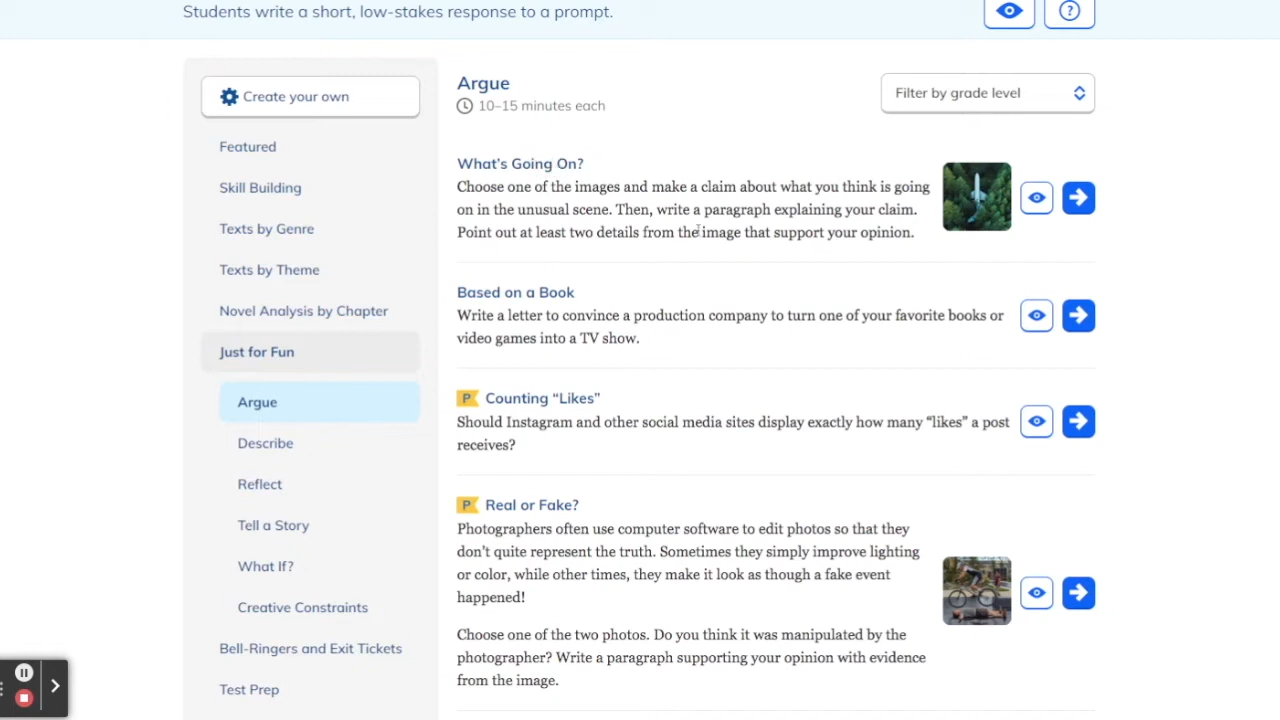 Students write a short, low-stakes response to a prompt.
Create your own
Featured
Skill Building
Texts by Genre
Texts by Theme
Novel Analysis by Chapter
Just for Fun
Argue
Describe
Reflect
Tell a Story
What If?
Creative Constraints
Bell-Ringers and Exit Tickets
Test Prep
Argue
10–15 minutes each
Filter by grade level
What's Going On?
Choose one of the images and make a claim about what you think is going
on in the unusual scene. Then, write a paragraph explaining your claim.
Point out at least two details from the image that support your opinion.
Based on a Book
Write a letter to convince a production company to turn one of your favorite books or
video games into a TV show.
P Counting “Likes”
Should Instagram and other social media sites display exactly how many “likes” a post
receives?
P Real or Fake?
Photographers often use computer software to edit photos so that they
don’t quite represent the truth. Sometimes they simply improve lighting
or color, while other times, they make it look as though a fake event
happened!
Choose one of the two photos. Do you think it was manipulated by the
photographer? Write a paragraph supporting your opinion with evidence
from the image.